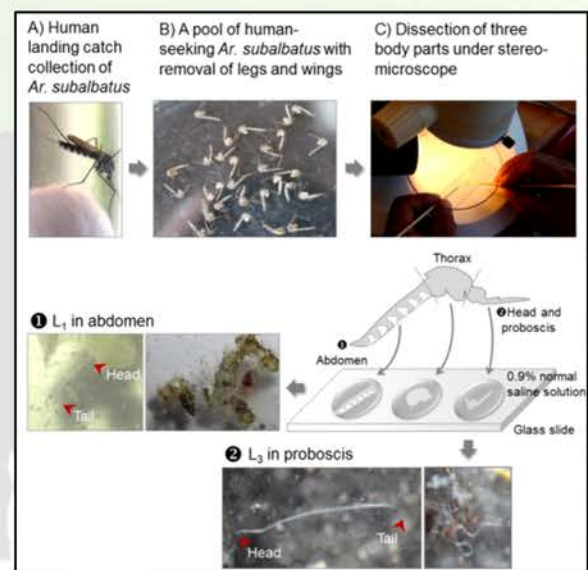 A) Human
landing catch
collection of
Ar. subalbatus
B) A pool of human-
seeking Ar. subalbatus with
removal of legs and wings
C) Dissection of three
body parts under stereo-
microscope
Thorax
❷Head and
proboscis
❶
Abdomen
0.9% normal
saline solution
Glass slide
❶ L₁ in abdomen
Head
Tail
❷ L₃ in proboscis
Head
Tail